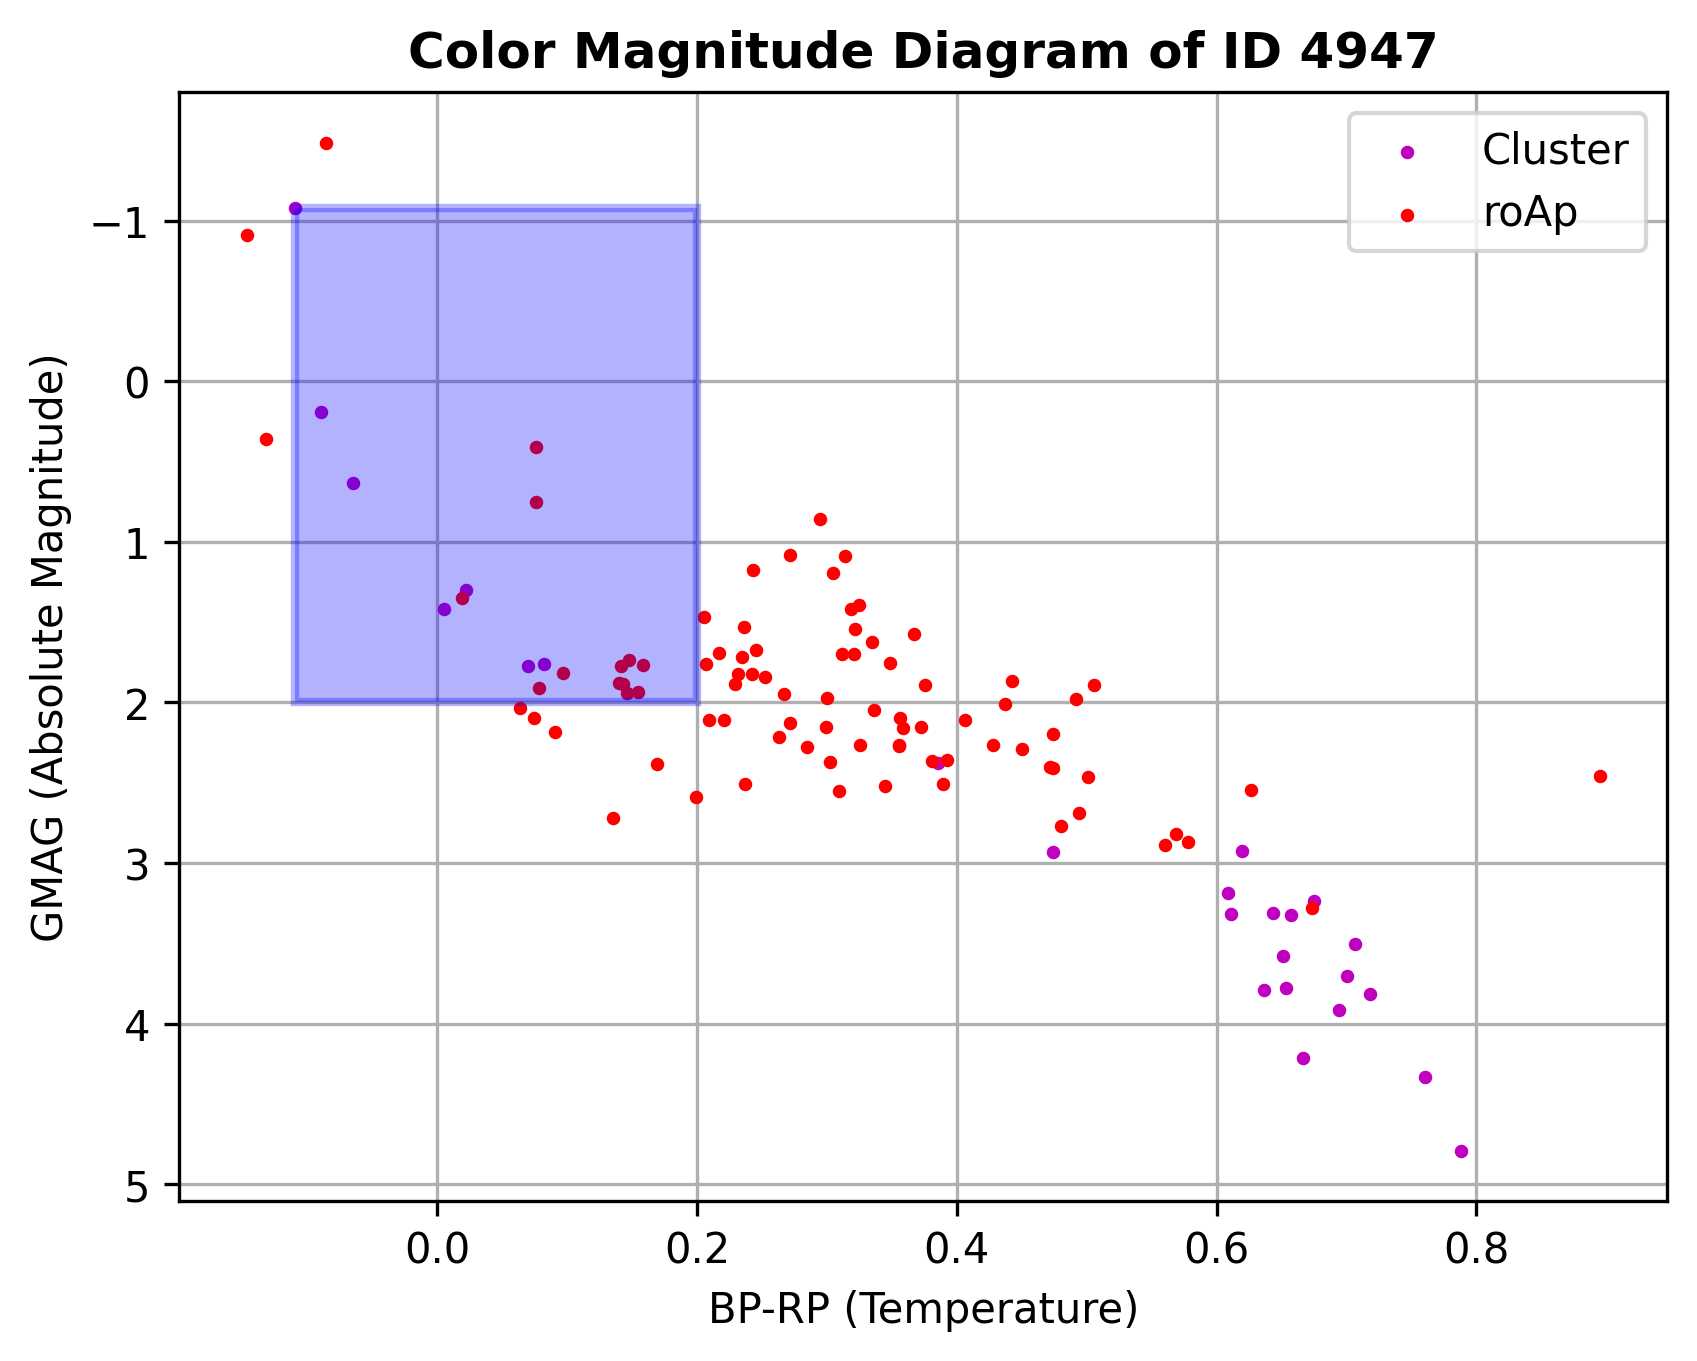 Color Magnitude Diagram of ID 4947
Cluster
roAp
−1
0
1
2
3
4
5
GMAG (Absolute Magnitude)
0.0 0.2 0.4 0.6 0.8
BP-RP (Temperature)